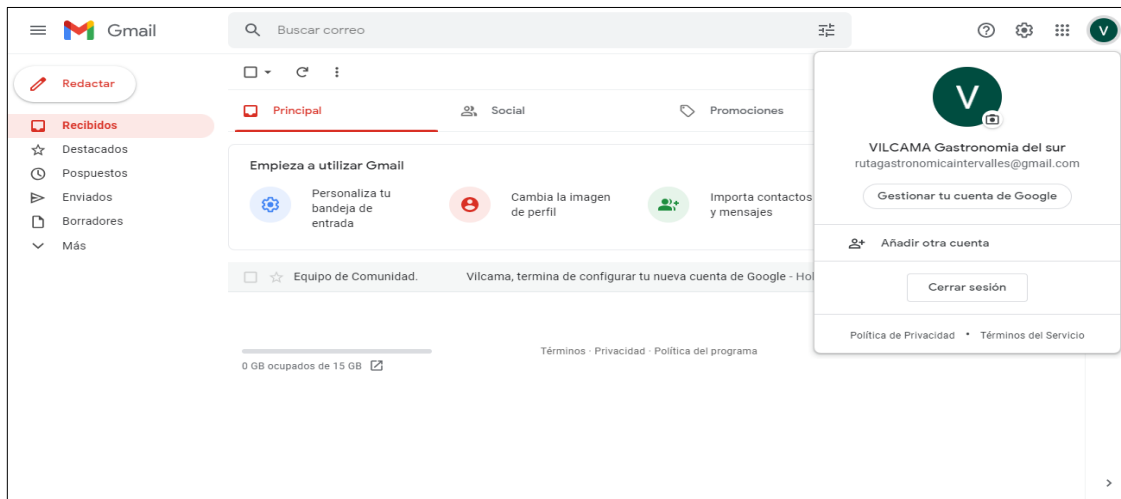 Gmail
Buscar correo
V
Redactar
Recibidos
Destacados
Pospuestos
Enviados
Borradores
Más
Principal
Social
Promociones
Empieza a utilizar Gmail
Personaliza tu
bandeja de
entrada
Cambia la imagen
de perfil
Importa contactos
y mensajes
Equipo de Comunidad. Vilcama, termina de configurar tu nueva cuenta de Google - Hol
0 GB ocupados de 15 GB
Términos · Privacidad · Política del programa
V
VILCAMA Gastronomia del sur
rutagastronomicaintervalles@gmail.com
Gestionar tu cuenta de Google
Añadir otra cuenta
Cerrar sesión
Política de Privacidad • Términos del Servicio